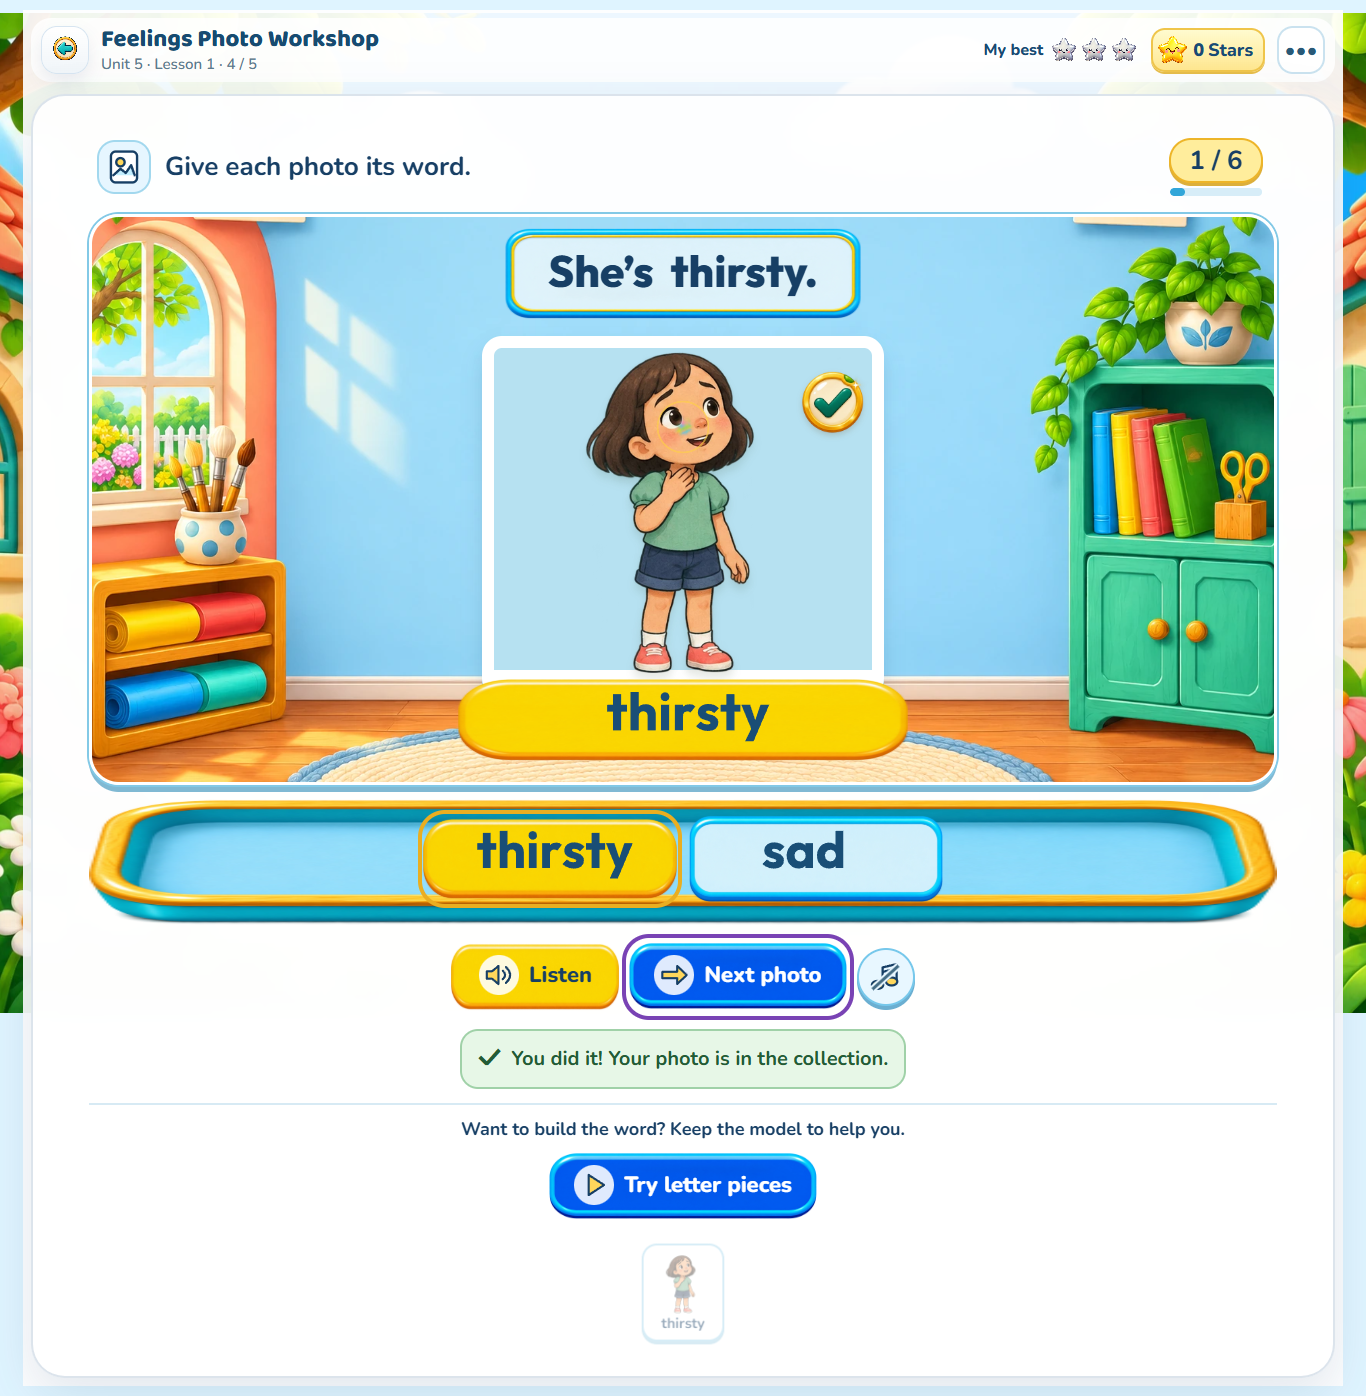 Feelings Photo Workshop
Unit 5 · Lesson 1 · 4 / 5
My best
0 Stars
Give each photo its word.
1 / 6
She's thirsty.
thirsty
thirsty
sad
Listen
Next photo
You did it! Your photo is in the collection.
Want to build the word? Keep the model to help you.
Try letter pieces
thirsty